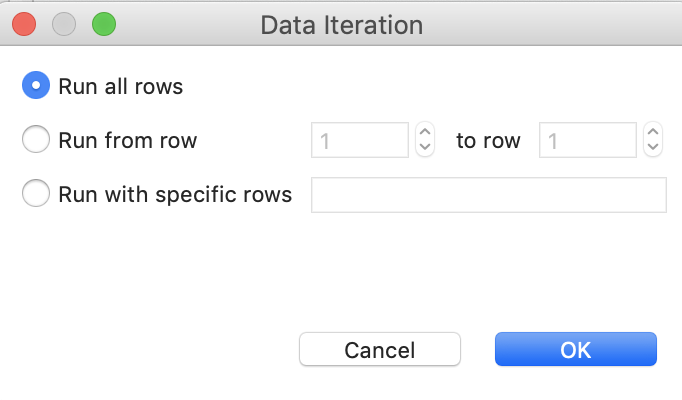 Data Iteration
Run all rows
Run from row 1 to row 1
Run with specific rows
Cancel OK